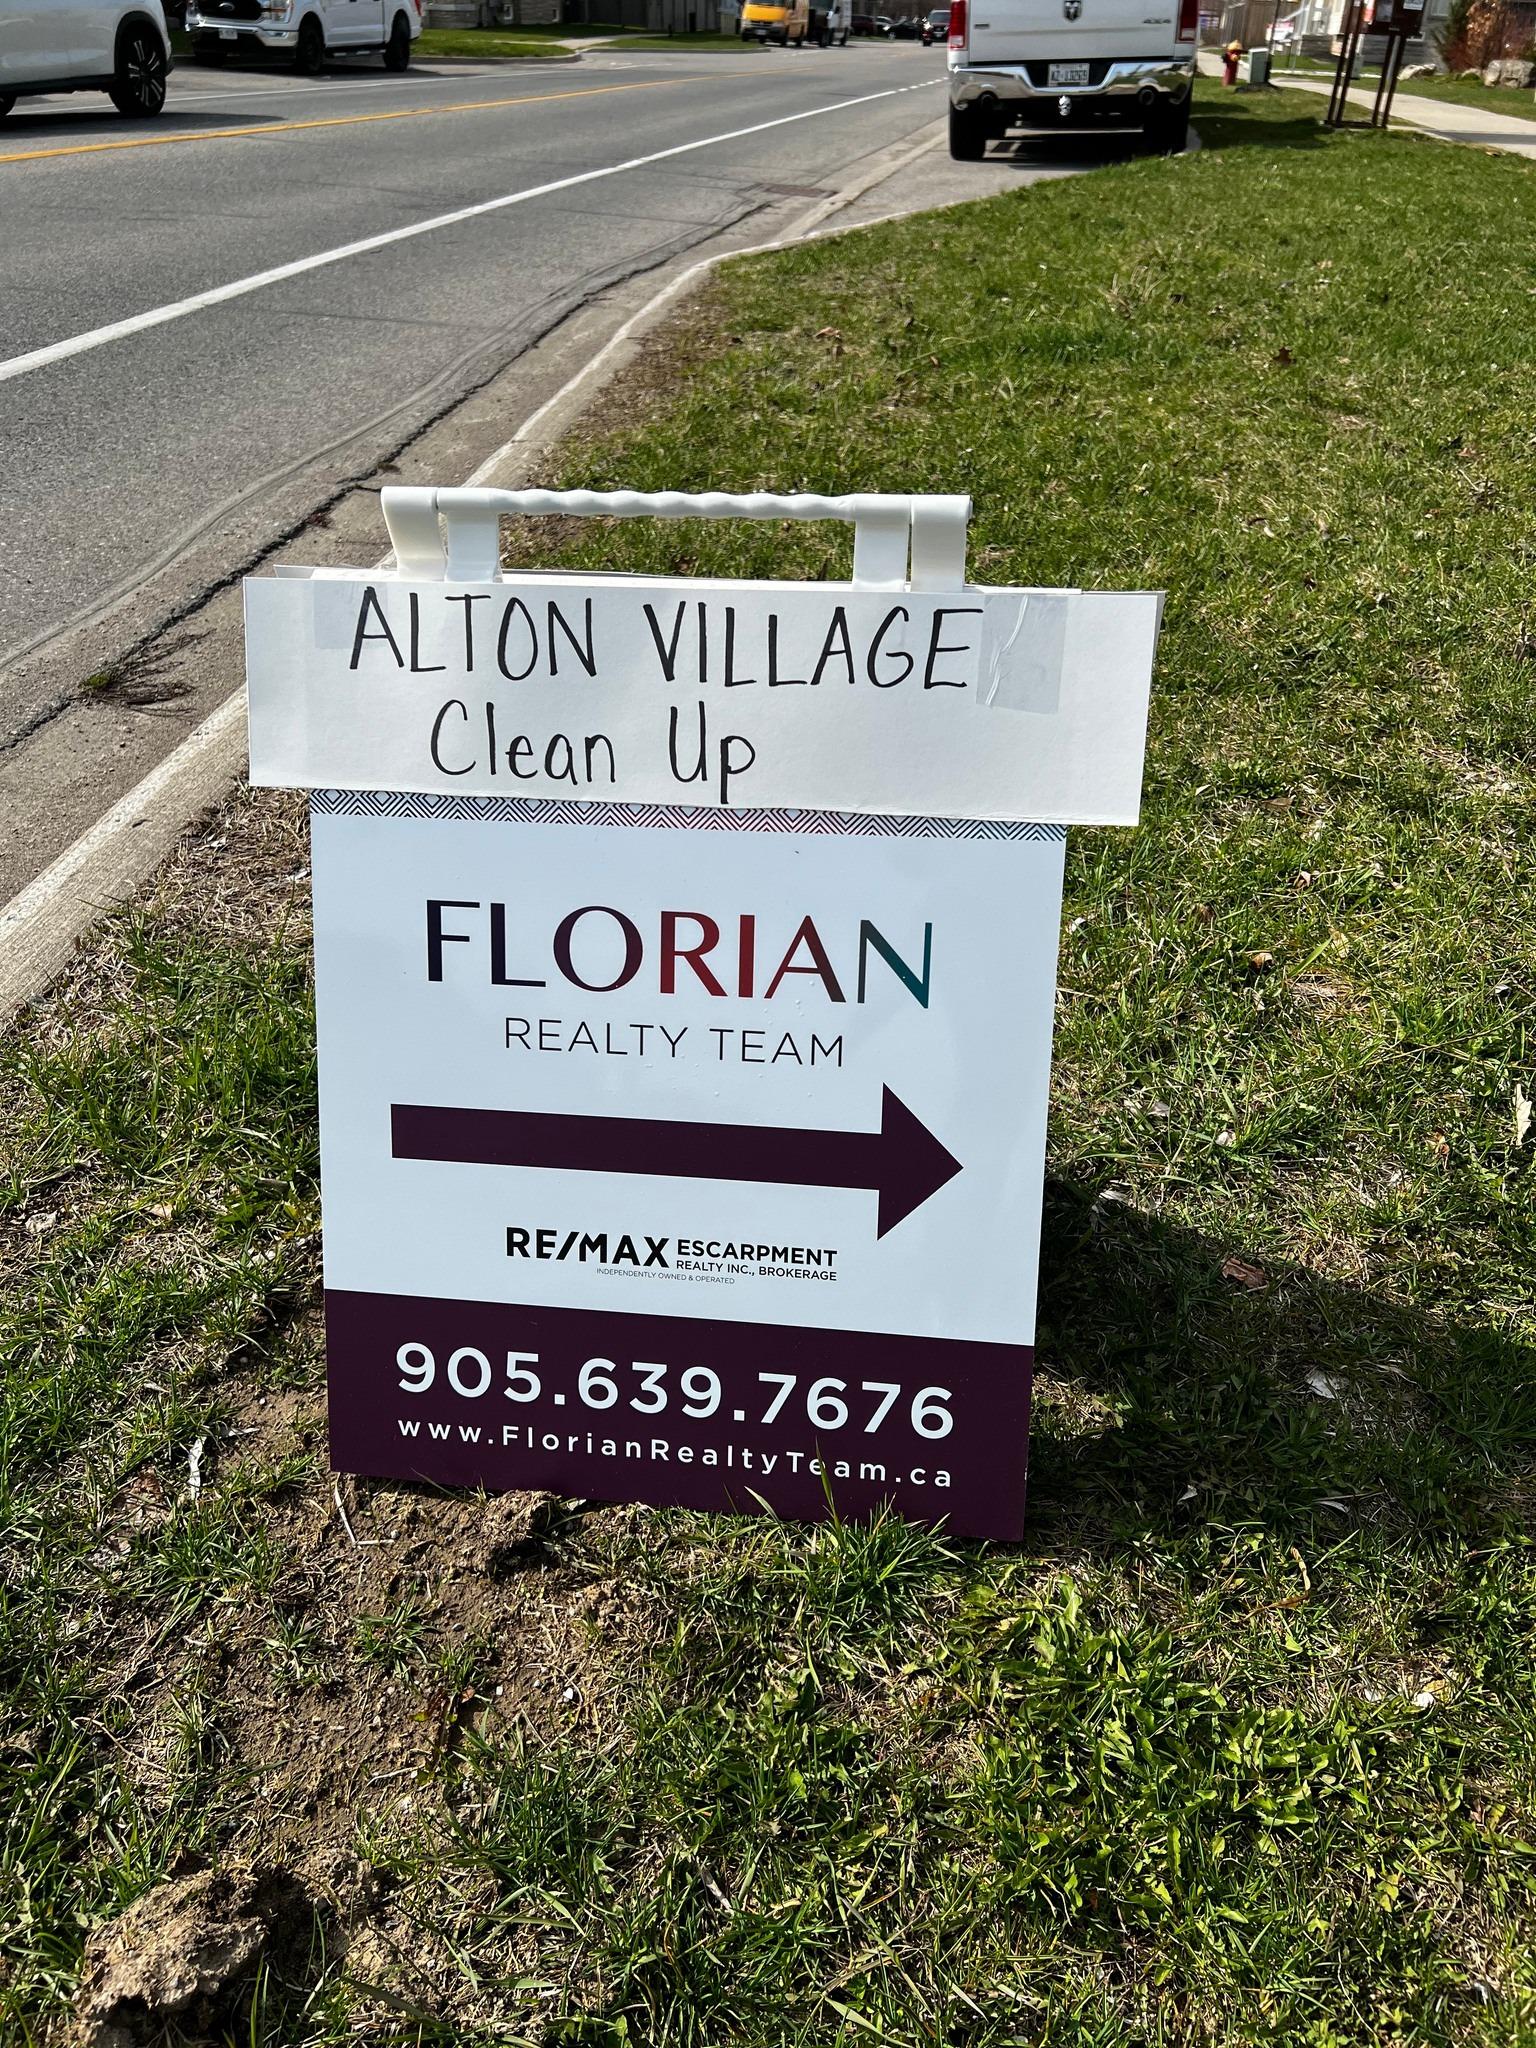 ALTON VILLAGE
Clean Up
FLORIAN
REALTY TEAM
RE/MAX ESCARPMENT
REALTY INC., BROKERAGE
INDEPENDENTLY OWNED & OPERATED
905.639.7676
www.FlorianRealtyTeam.ca